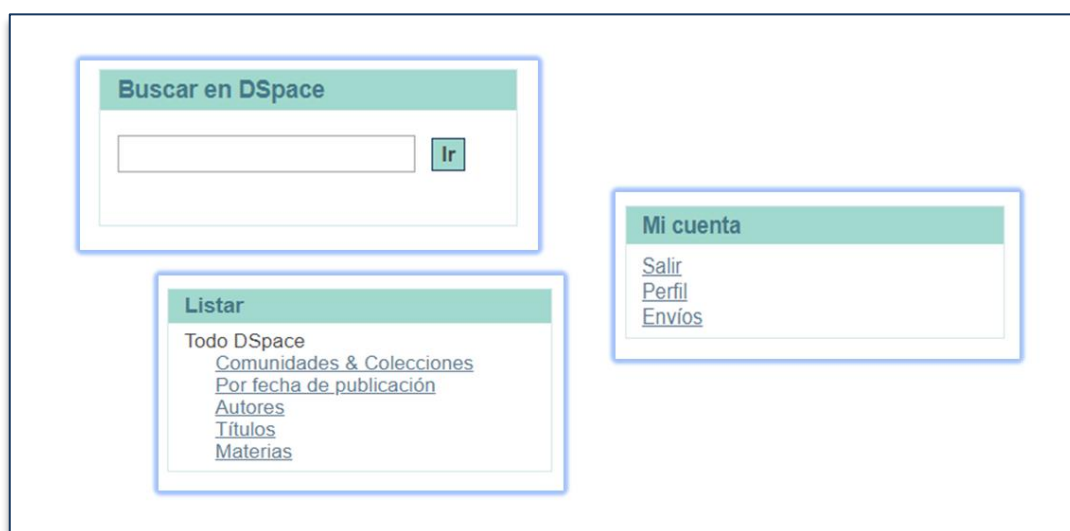 Buscar en DSpace
Ir
Listar
Todo DSpace
Comunidades & Colecciones
Por fecha de publicación
Autores
Títulos
Materias
Mi cuenta
Salir
Perfil
Envíos